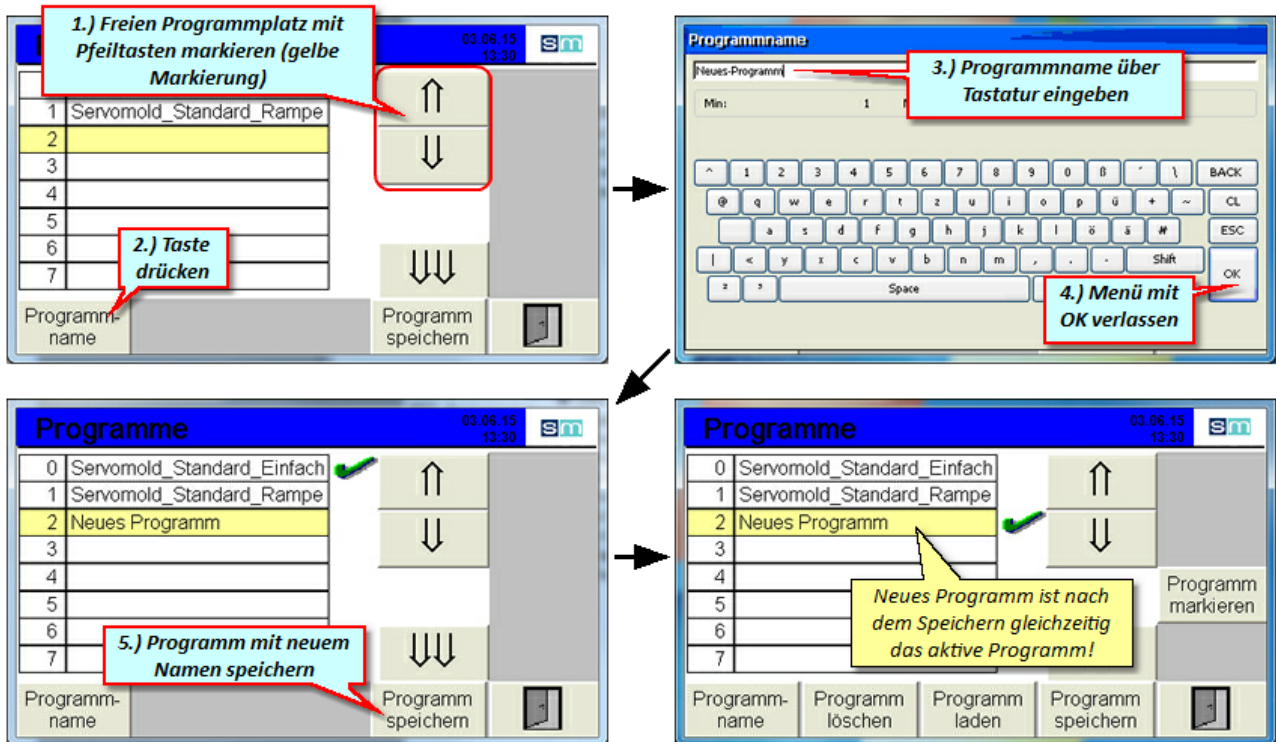 1.) Freien Programmplatz mit
Pfeiltasten markieren (gelbe
Markierung)
03.06.15
13:30
sm
1 Servomold_Standard_Rampe
2
3
4
5
6
7
2.) Taste
drücken
Programm-
name
Programm
speichern
Programmname
Neues-Programm
3.) Programmname über
Tastatur eingeben
Min: 1
^ 1 2 3 4 5 6 7 8 9 0 ß ´ \ BACK
@ q w e r t z u i o p ü + ~ CL
a s d f g h j k l ö ä # ESC
| < y x c v b n m , . - Shift
OK
² ³ Space
4.) Menü mit
OK verlassen
Programme
03.06.15
13:30
sm
0 Servomold_Standard_Einfach
1 Servomold_Standard_Rampe
2 Neues Programm
3
4
5
6
7
5.) Programm mit neuem
Namen speichern
Programm-
name
Programm
speichern
Programme
03.06.15
13:30
sm
0 Servomold_Standard_Einfach
1 Servomold_Standard_Rampe
2 Neues Programm
3
4
5
6
7
Neues Programm ist nach
dem Speichern gleichzeitig
das aktive Programm!
Programm
markieren
Programm-
name
Programm
löschen
Programm
laden
Programm
speichern